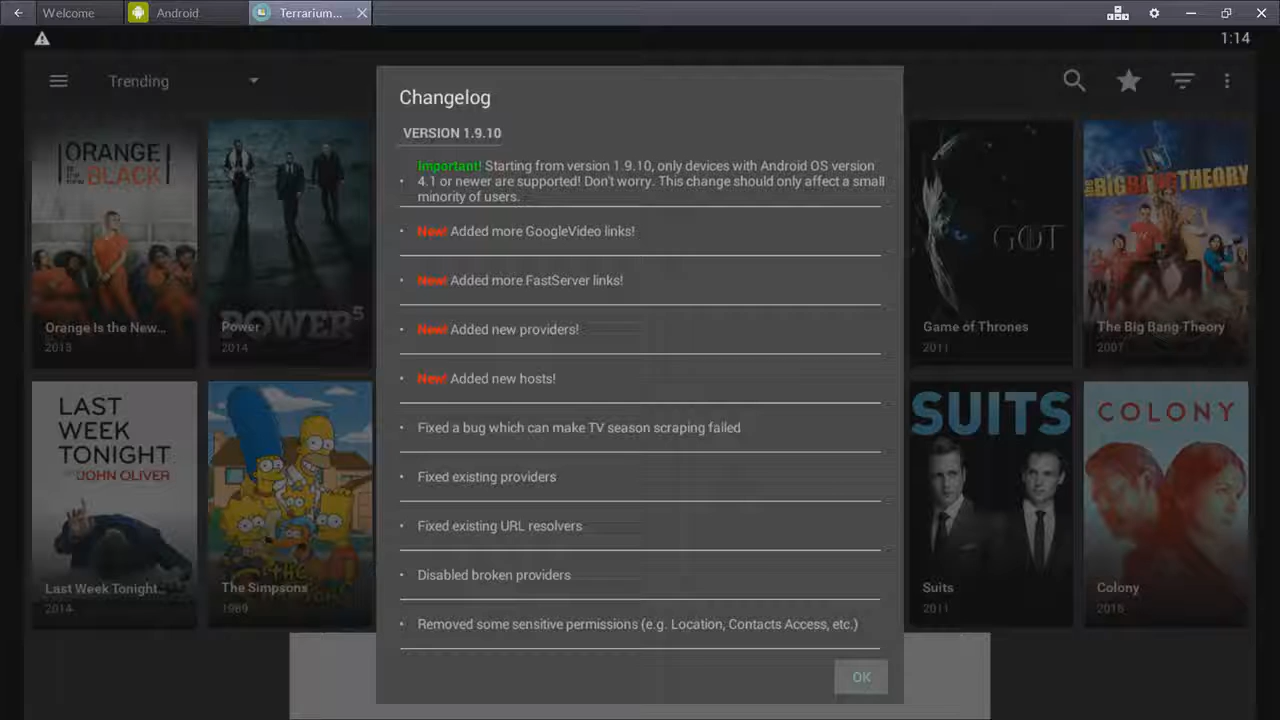 Welcome
Android
Terrarium...
1:14
Trending
Changelog
VERSION 1.9.10
Important! Starting from version 1.9.10, only devices with Android OS version
4.1 or newer are supported! Don't worry. This change should only affect a small
minority of users.
New! Added more GoogleVideo links!
New! Added more FastServer links!
New! Added new providers!
New! Added new hosts!
Fixed a bug which can make TV season scraping failed
Fixed existing providers
Fixed existing URL resolvers
Disabled broken providers
Removed some sensitive permissions (e.g. Location, Contacts Access, etc.)
OK
ORANGE
IS THE NEW
BLACK
Orange Is the New...
2013
POWER5
Power
2014
GOT
Game of Thrones
2011
THE BIG BANG THEORY
The Big Bang Theory
2007
LAST
WEEK
TONIGHT
WITH JOHN OLIVER
Last Week Tonight...
2014
THE
The Simpsons
1989
SUITS
Suits
2011
COLONY
Colony
2016